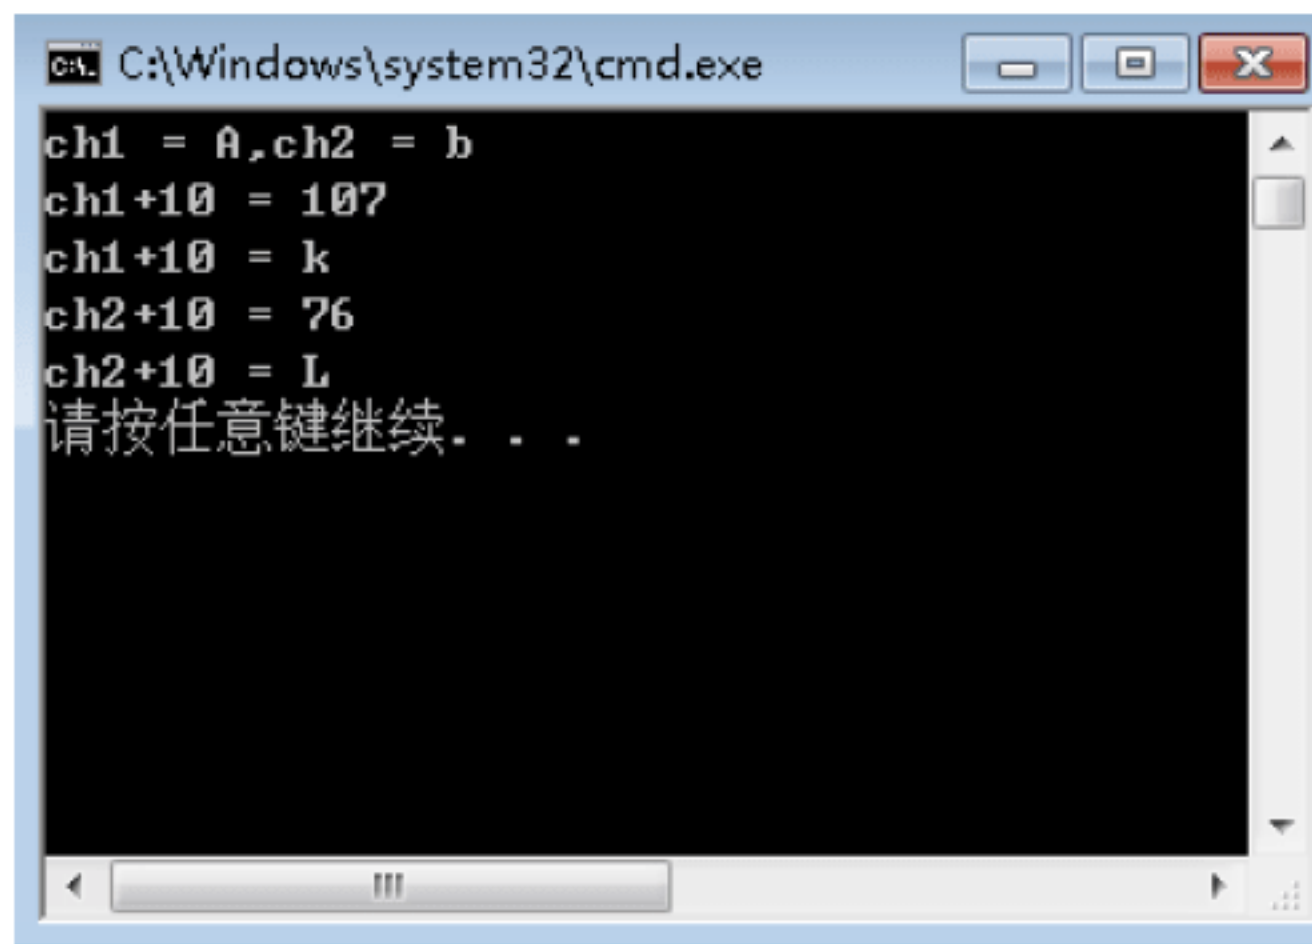 C:\Windows\system32\cmd.exe
ch1 = A,ch2 = b
ch1+10 = 107
ch1+10 = k
ch2+10 = 76
ch2+10 = L
请按任意键继续. . .